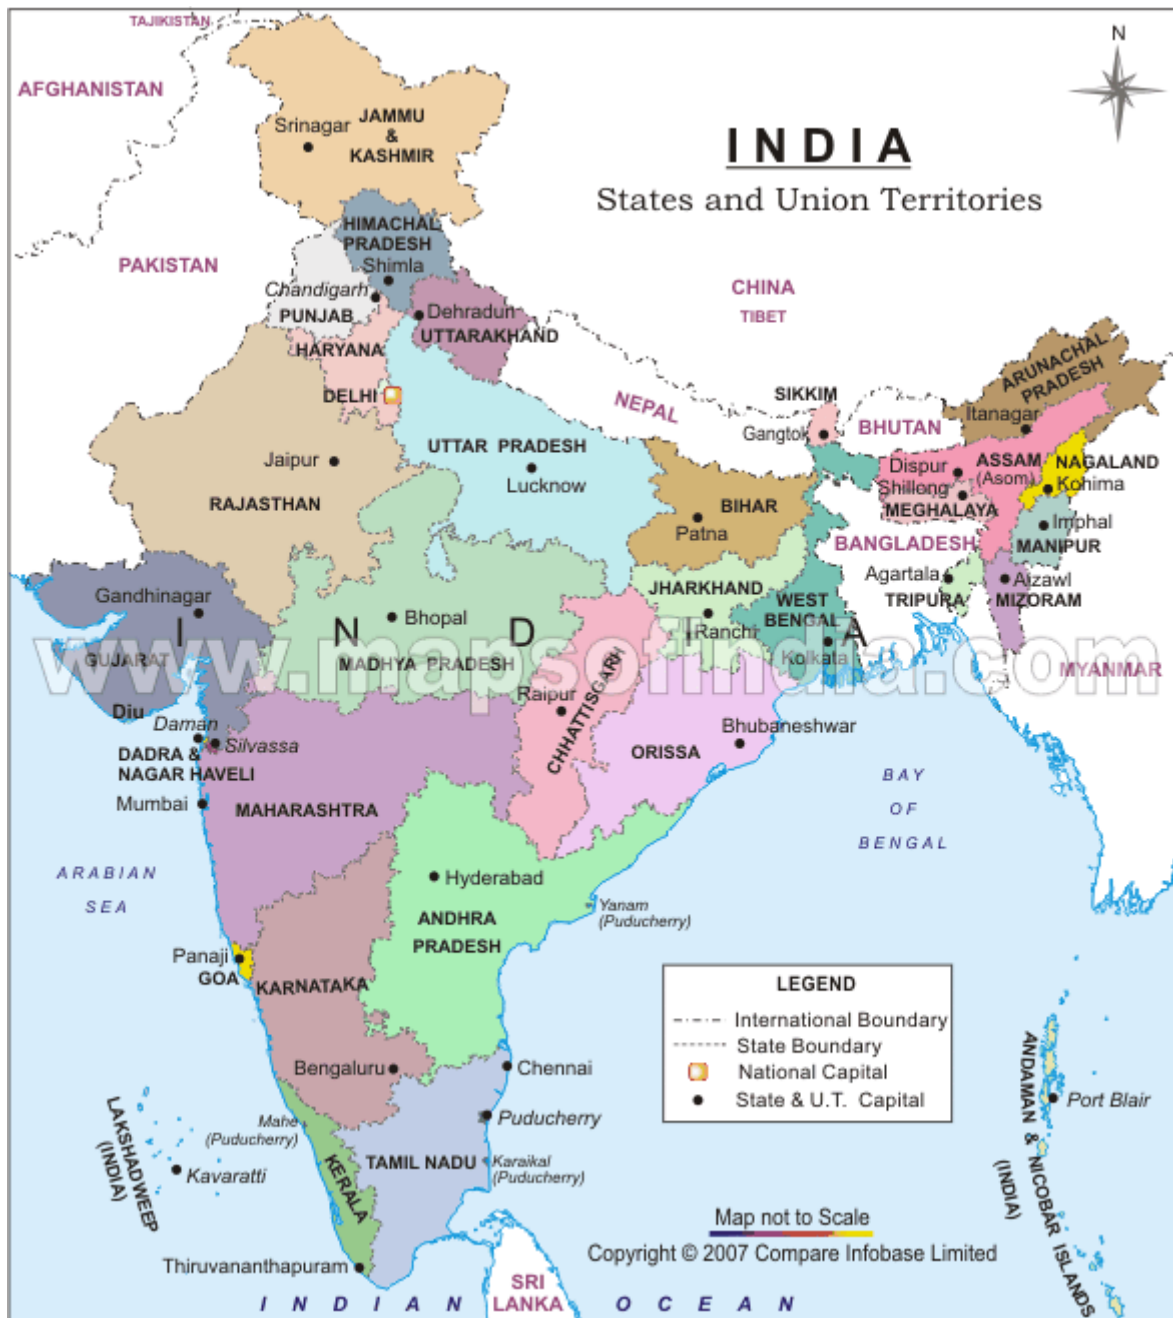 TAJIKISTAN
AFGHANISTAN
N
Srinagar
JAMMU
&
KASHMIR
INDIA
States and Union Territories
HIMACHAL
PRADESH
Shimla
PAKISTAN
Chandigarh
PUNJAB
Dehradun
UTTARAKHAND
CHINA
TIBET
HARYANA
DELHI
NEPAL
SIKKIM
Gangtok
BHUTAN
ARUNACHAL
PRADESH
Itanagar
UTTAR PRADESH
Lucknow
Jaipur
RAJASTHAN
BIHAR
Patna
Dispur
Shillong
MEGHALAYA
ASSAM
(Asom)
NAGALAND
Kohima
Imphal
MANIPUR
BANGLADESH
Agartala
TRIPURA
Aizawl
MIZORAM
Gandhinagar
GUJARAT
Bhopal
MADHYA PRADESH
JHARKHAND
Ranchi
WEST
BENGAL
Kolkata
I N D I A
www.mapsofindia.com
MYANMAR
Diu
Daman
Silvassa
DADRA &
NAGAR HAVELI
Mumbai
MAHARASHTRA
Raipur
CHHATTISGARH
ORISSA
Bhubaneshwar
BAY
OF
BENGAL
ARABIAN
SEA
Hyderabad
ANDHRA
PRADESH
Yanam
(Puducherry)
Panaji
GOA
KARNATAKA
Bengaluru
Chennai
LEGEND
International Boundary
State Boundary
National Capital
State & U.T. Capital
Mahe
(Puducherry)
Puducherry
LAKSHADWEEP
(INDIA)
Kavaratti
KERALA
TAMIL NADU
Karaikal
(Puducherry)
Thiruvananthapuram
ANDAMAN & NICOBAR ISLANDS
(INDIA)
Port Blair
Map not to Scale
Copyright © 2007 Compare Infobase Limited
SRI
LANKA
INDIAN OCEAN